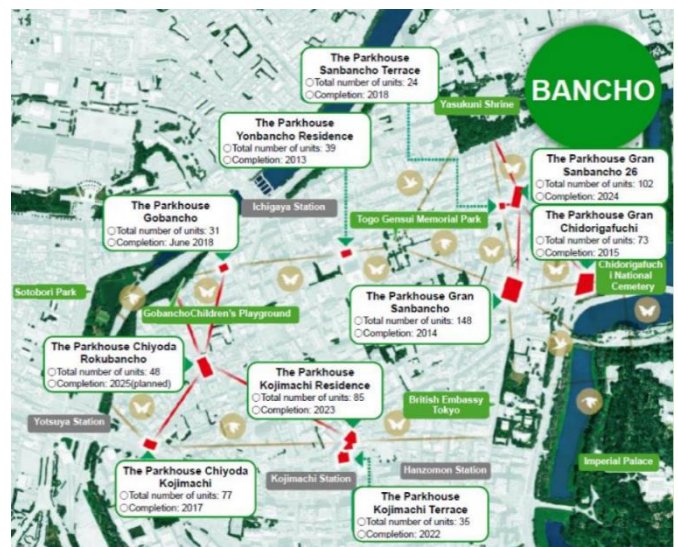 The Parkhouse
Sanbancho Terrace
○Total number of units: 24
○Completion: 2018
Yasukuni Shrine
BANCHO
The Parkhouse
Yonbancho Residence
○Total number of units: 39
○Completion: 2013
Ichigaya Station
The Parkhouse Gran
Sanbancho 26
○Total number of units: 102
○Completion: 2024
The Parkhouse
Gobancho
○Total number of units: 31
○Completion: June 2018
Togo Gensui Memorial Park
The Parkhouse Gran
Chidorigafuchi
○Total number of units: 73
○Completion: 2015
Chidorigafuch
i National
Cemetery
Sotobori Park
GobanchoChildren's Playground
The Parkhouse Gran
Sanbancho
○Total number of units: 148
○Completion: 2014
The Parkhouse Chiyoda
Rokubancho
○Total number of units: 48
○Completion: 2025(planned)
The Parkhouse
Kojimachi Residence
○Total number of units: 85
○Completion: 2023
British Embassy
Tokyo
Yotsuya Station
The Parkhouse Chiyoda
Kojimachi
○Total number of units: 77
○Completion: 2017
Kojimachi Station
Hanzomon Station
Imperial Palace
The Parkhouse
Kojimachi Terrace
○Total number of units: 35
○Completion: 2022